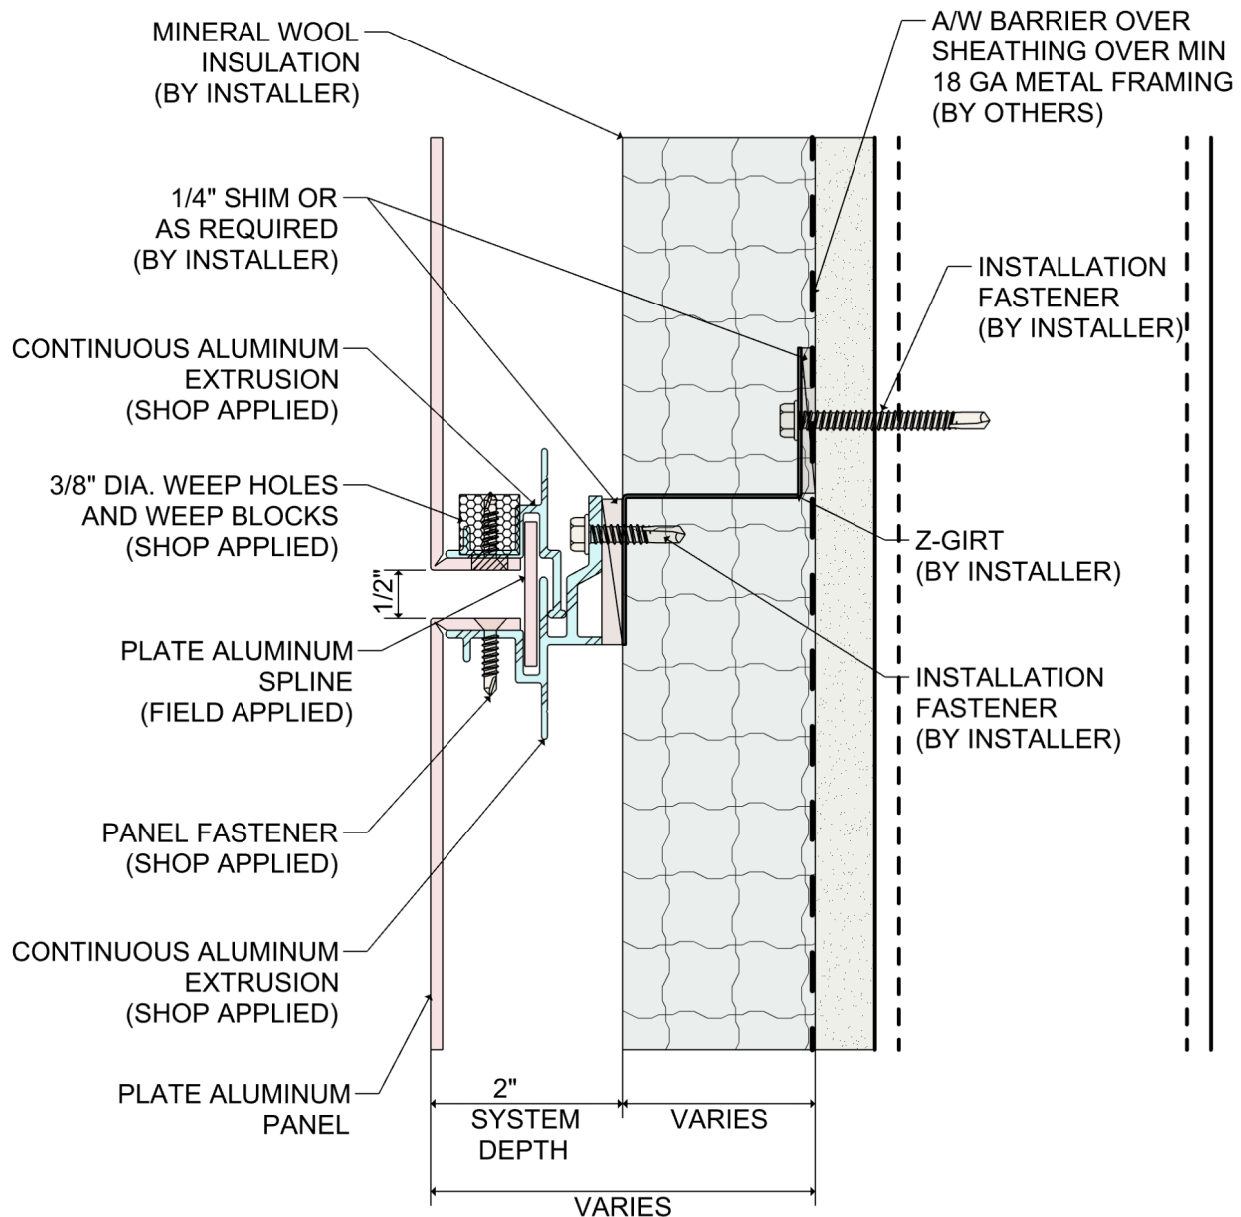 MINERAL WOOL
INSULATION
(BY INSTALLER)
A/W BARRIER OVER
SHEATHING OVER MIN
18 GA METAL FRAMING
(BY OTHERS)
1/4" SHIM OR
AS REQUIRED
(BY INSTALLER)
INSTALLATION
FASTENER
(BY INSTALLER)
CONTINUOUS ALUMINUM
EXTRUSION
(SHOP APPLIED)
3/8" DIA. WEEP HOLES
AND WEEP BLOCKS
(SHOP APPLIED)
Z-GIRT
(BY INSTALLER)
1/2"
PLATE ALUMINUM
SPLINE
(FIELD APPLIED)
INSTALLATION
FASTENER
(BY INSTALLER)
PANEL FASTENER
(SHOP APPLIED)
CONTINUOUS ALUMINUM
EXTRUSION
(SHOP APPLIED)
PLATE ALUMINUM
PANEL
2"
SYSTEM
DEPTH
VARIES
VARIES